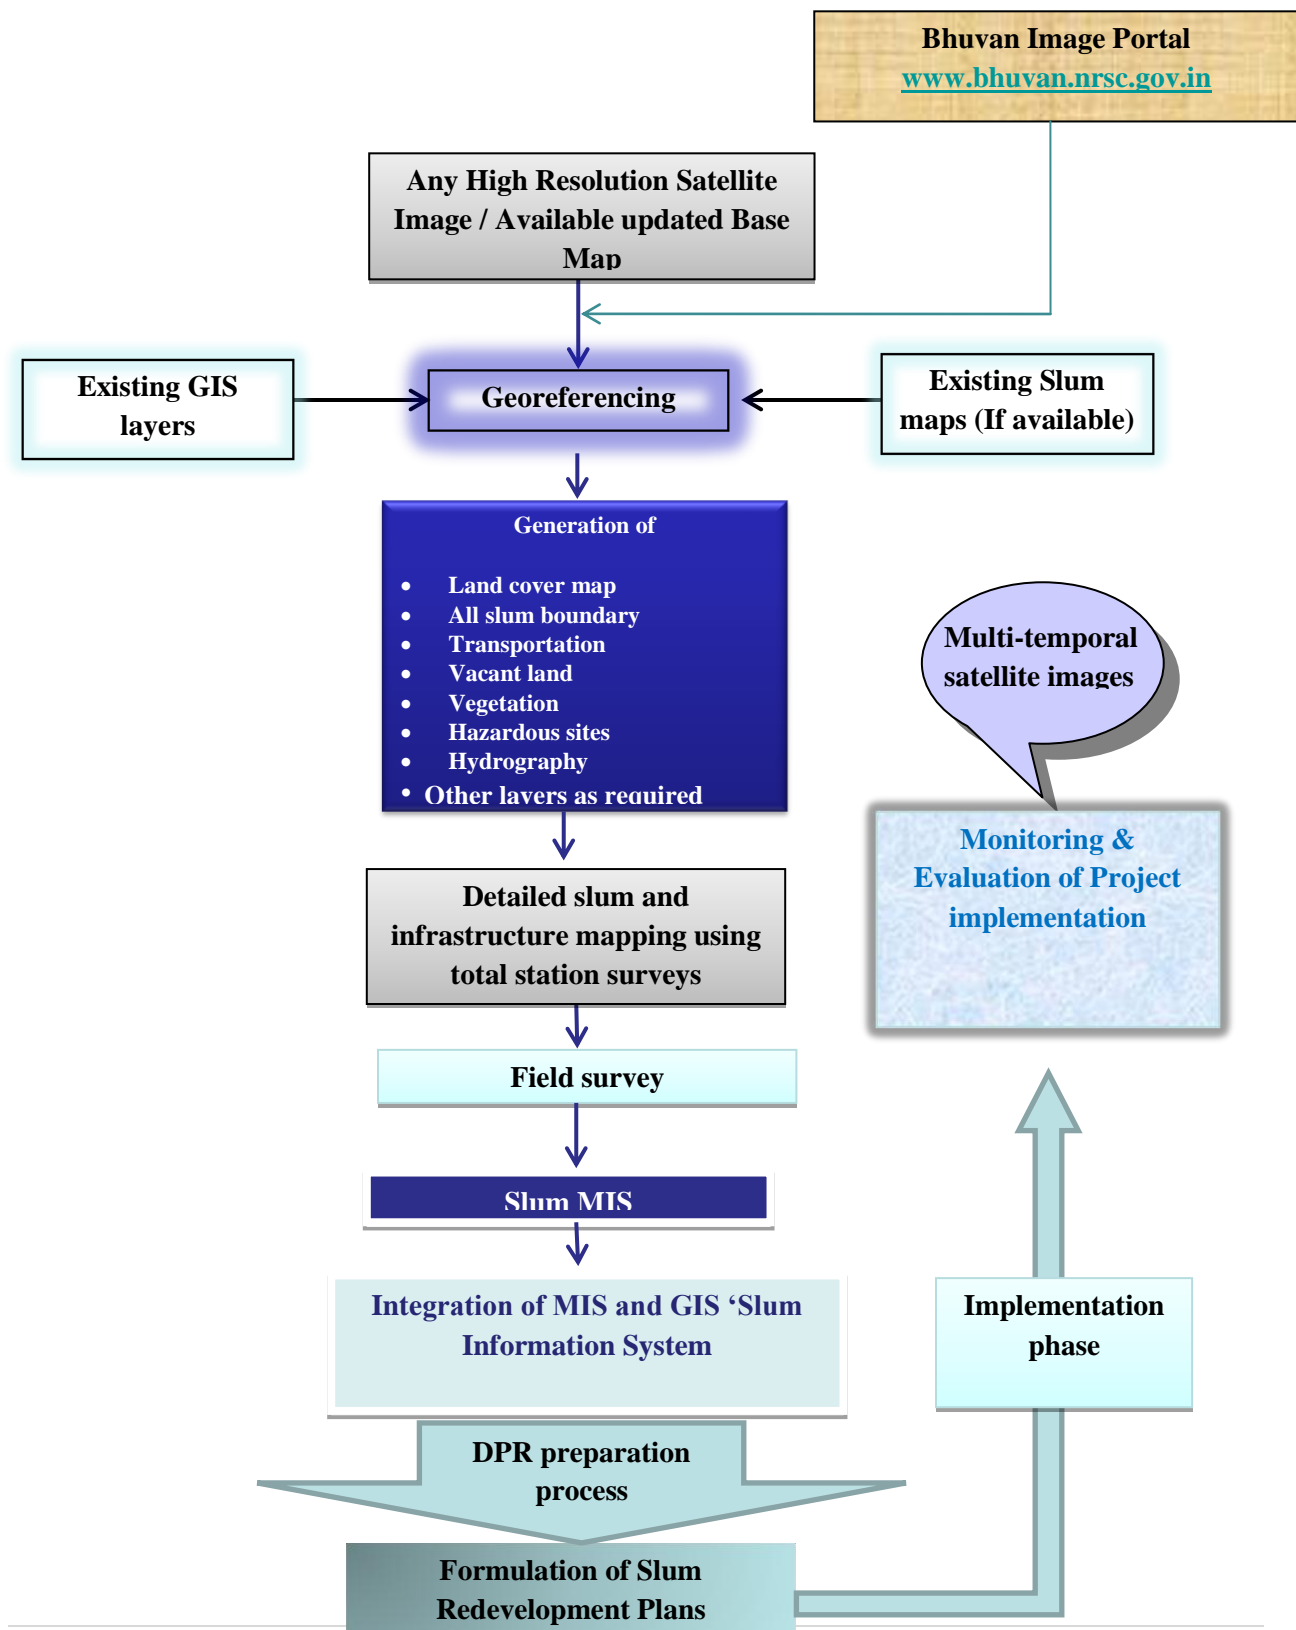 Bhuvan Image Portal
www.bhuvan.nrsc.gov.in
Any High Resolution Satellite
Image / Available updated Base
Map
Existing GIS
layers
Georeferencing
Existing Slum
maps (If available)
Generation of
• Land cover map
• All slum boundary
• Transportation
• Vacant land
• Vegetation
• Hazardous sites
• Hydrography
• Other layers as required
Multi-temporal
satellite images
Monitoring &
Evaluation of Project
implementation
Detailed slum and
infrastructure mapping using
total station surveys
Field survey
Slum MIS
Integration of MIS and GIS ‘Slum
Information System
Implementation
phase
DPR preparation
process
Formulation of Slum
Redevelopment Plans